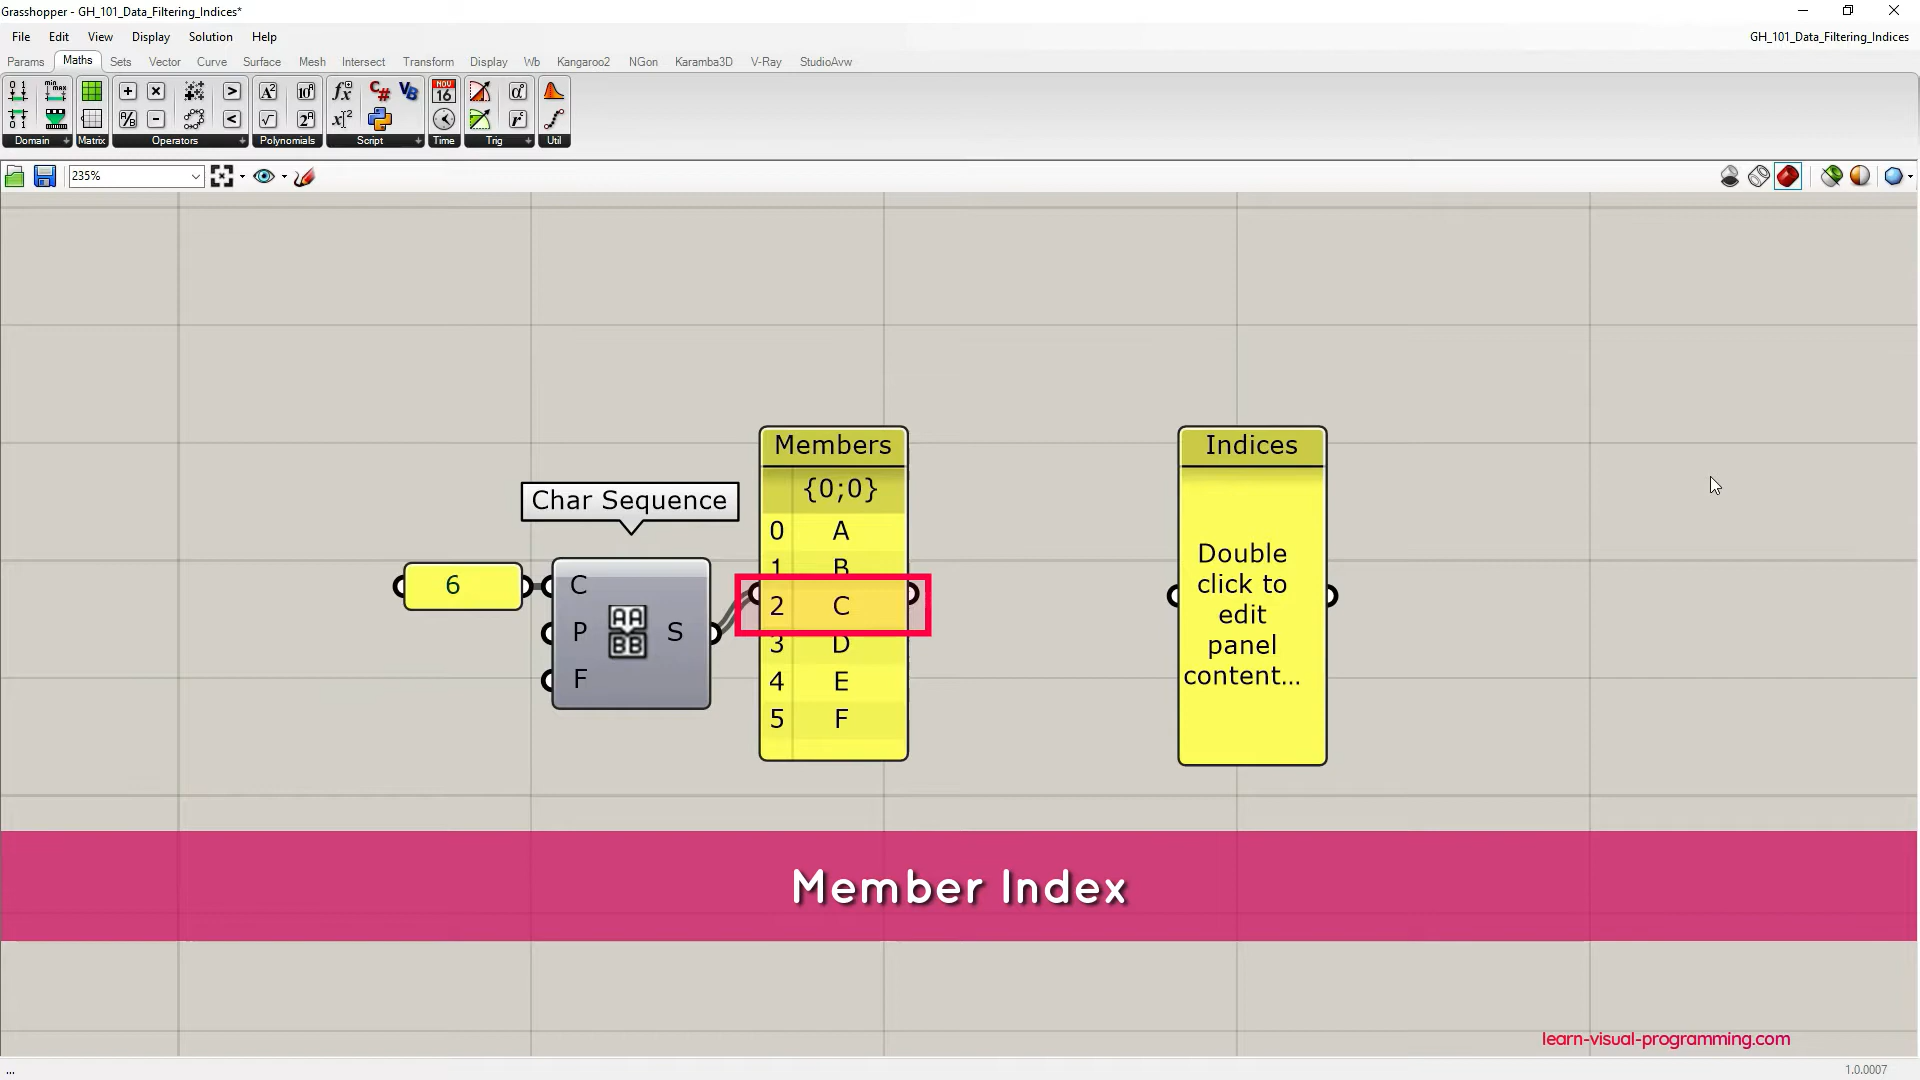 Grasshopper - GH_101_Data_Filtering_Indices*
File Edit View Display Solution Help GH_101_Data_Filtering_Indices
Params Maths Sets Vector Curve Surface Mesh Intersect Transform Display Wb Kangaroo2 NGon Karamba3D V-Ray StudioAvw
Domain Matrix Operators Polynomials Script Time Trig Util
235%
Members
{0;0}
0 A
1 B
2 C
3 D
4 E
5 F
Indices
Double
click to
edit
panel
content...
Char Sequence
6
C
P
F
S
AA
BB
Member Index
learn-visual-programming.com
... 1.0.0007